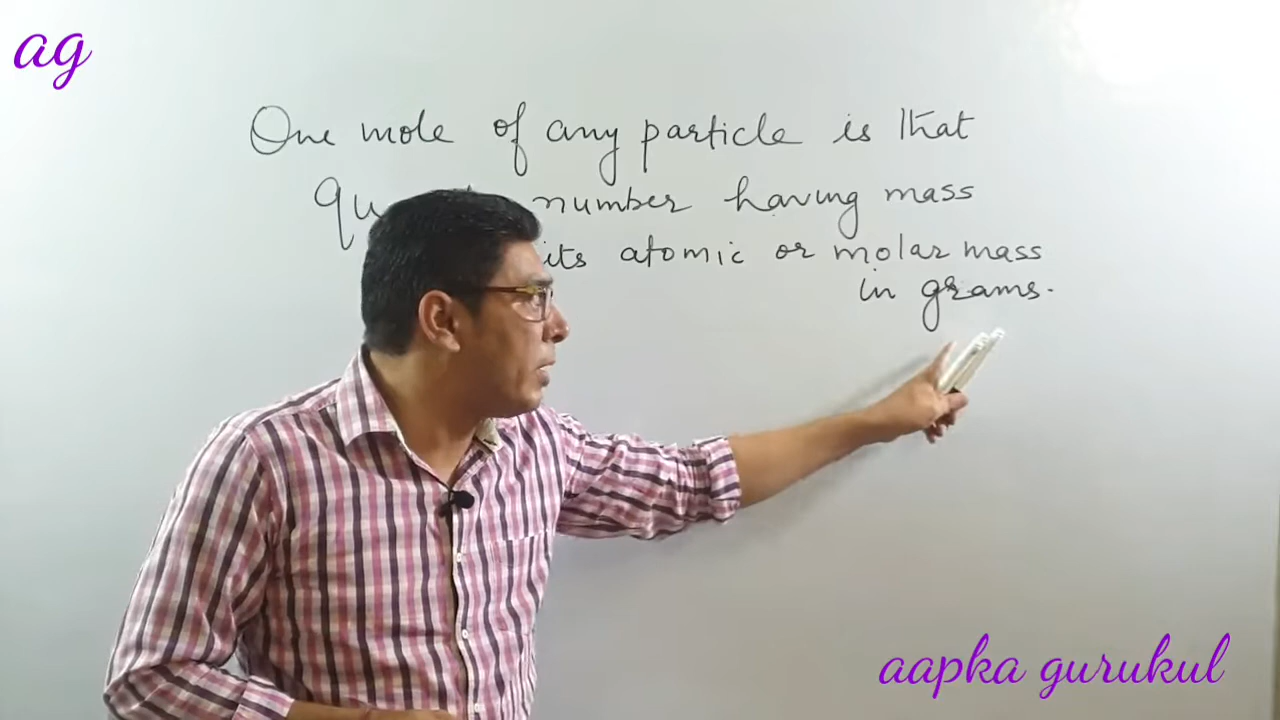 ag
One mole of any particle is that
number having mass
its atomic or molar mass
in grams.
aapka gurukul